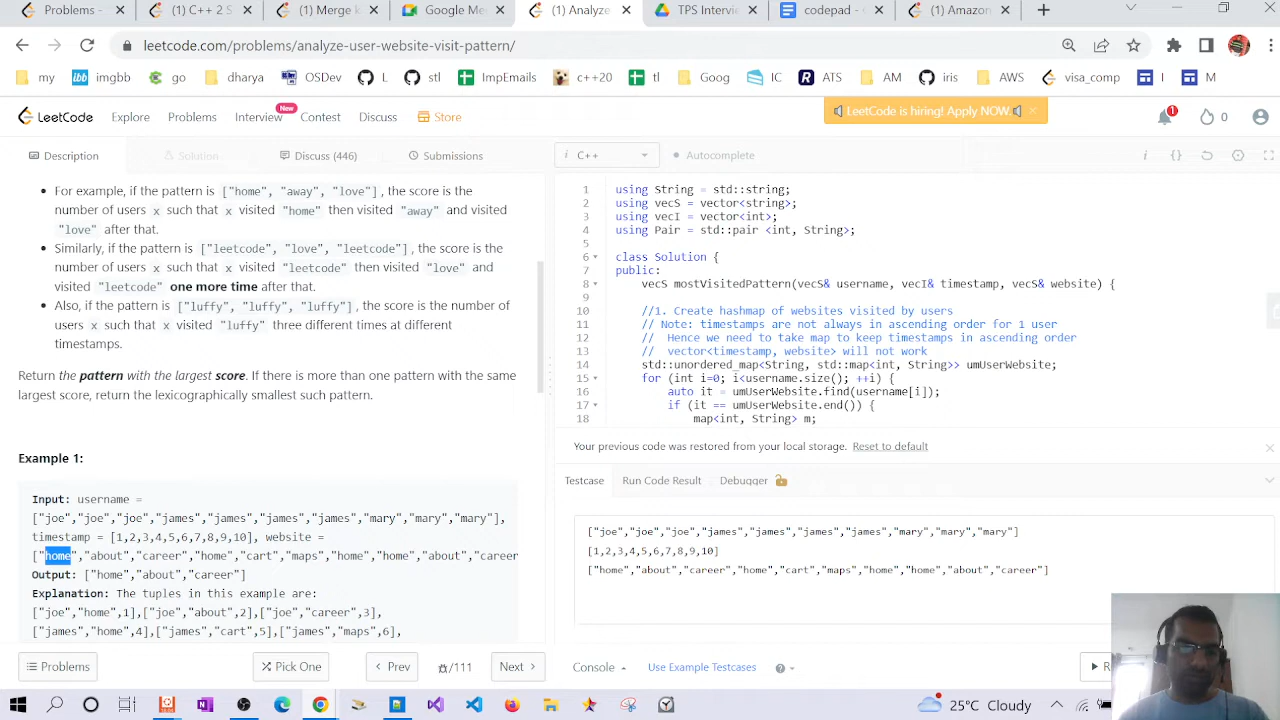 Problems -
(1) C++ 2 S
(1) Merge k
Google Me
(1) Analyze
TPS Intervie
codepad -
(1) Amazon
leetcode.com/problems/analyze-user-website-visit-pattern/
my
imgbb
go
dharya
OSDev
L
stl
ImpEmails
c++20
tl
Goog
IC
ATS
AM
iris
AWS
visa_comp
I
M
LeetCode is hiring! Apply NOW.
LeetCode
Explore
Problems
Interview
New
Contest
Discuss
Store
1
0
Description
Solution
Discuss (446)
Submissions
For example, if the pattern is ["home", "away", "love"], the score is the
number of users x such that x visited "home" then visited "away" and visited
"love" after that.
Similarly, if the pattern is ["leetcode", "love", "leetcode"], the score is the
number of users x such that x visited "leetcode" then visited "love" and
visited "leetcode" one more time after that.
Also, if the pattern is ["luffy", "luffy", "luffy"], the score is the number of
users x such that x visited "luffy" three different times at different
timestamps.
Return the pattern with the largest score. If there is more than one pattern with the same
largest score, return the lexicographically smallest such pattern.
Example 1:
Input: username =
["joe","joe","joe","james","james","james","james","mary","mary","mary"],
timestamp = [1,2,3,4,5,6,7,8,9,10], website =
["home","about","career","home","cart","maps","home","home","about","career
Output: ["home","about","career"]
Explanation: The tuples in this example are:
["joe","home",1],["joe","about",2],["joe","career",3],
["james","home",4],["james","cart",5],["james","maps",6],
Problems
Pick One
Prev
/111
Next
i C++
Autocomplete
1 using String = std::string;
2 using vecS = vector<string>;
3 using vecI = vector<int>;
4 using Pair = std::pair <int, String>;
5
6 class Solution {
7 public:
8 vecS mostVisitedPattern(vecS& username, vecI& timestamp, vecS& website) {
9
10 //1. Create hashmap of websites visited by users
11 // Note: timestamps are not always in ascending order for 1 user
12 // Hence we need to take map to keep timestamps in ascending order
13 // vector<timestamp, website> will not work
14 std::unordered_map<String, std::map<int, String>> umUserWebsite;
15 for (int i=0; i<username.size(); ++i) {
16 auto it = umUserWebsite.find(username[i]);
17 if (it == umUserWebsite.end()) {
18 map<int, String> m;
Your previous code was restored from your local storage. Reset to default
Testcase
Run Code Result
Debugger
["joe","joe","joe","james","james","james","james","mary","mary","mary"]
[1,2,3,4,5,6,7,8,9,10]
["home","about","career","home","cart","maps","home","home","about","career"]
Console
Use Example Testcases
R
25°C Cloudy